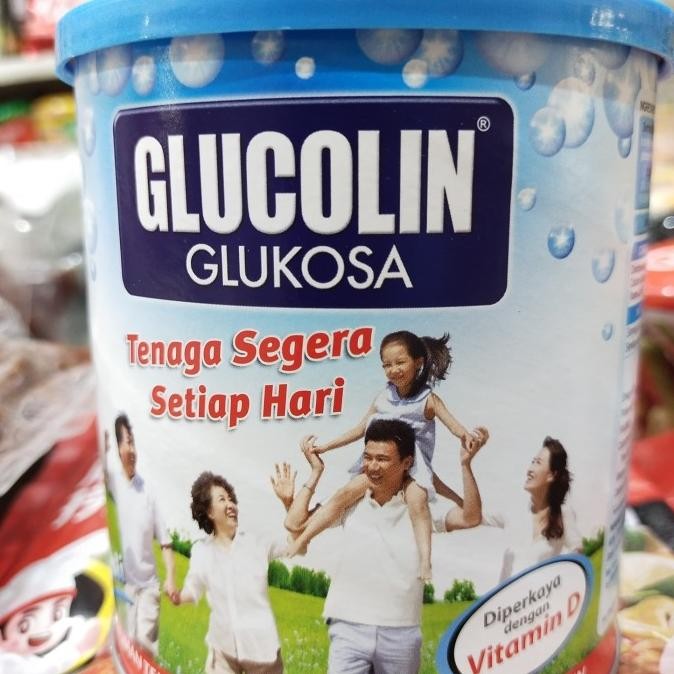 GLUCOLIN®
GLUKOSA
Tenaga Segera
Setiap Hari
Diperkaya
dengan
Vitamin D